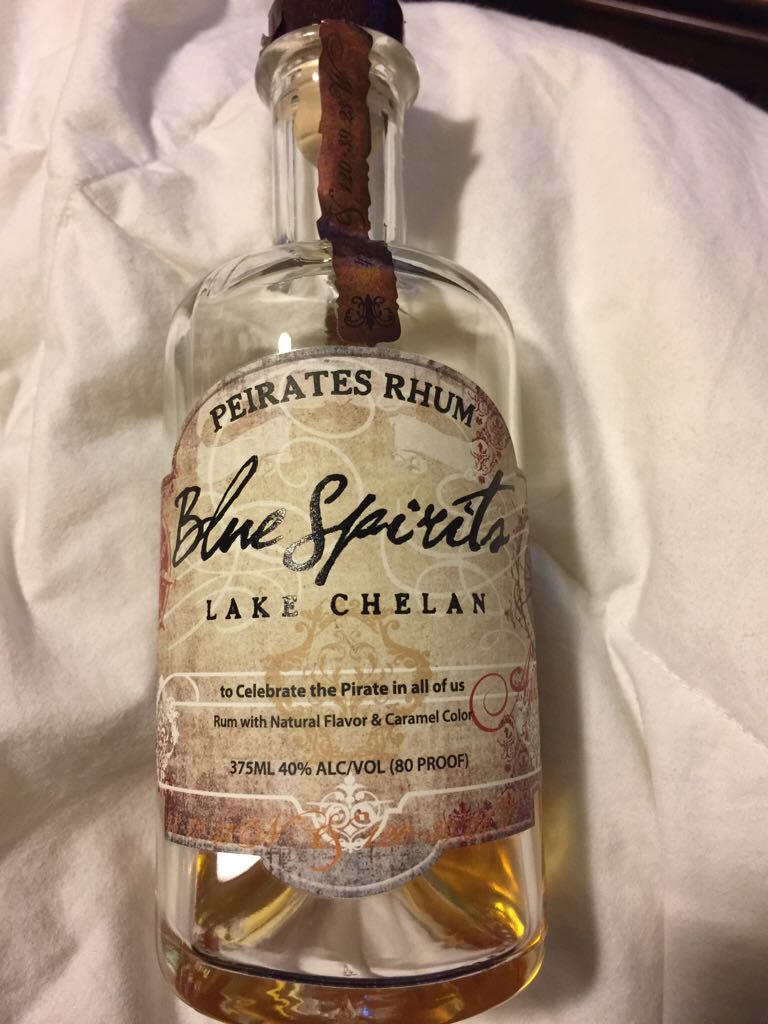 PEIRATES RHUM
Blue Spirits
LAKE CHELAN
to Celebrate the Pirate in all of us
Rum with Natural Flavor & Caramel Color
375ML 40% ALC/VOL (80 PROOF)